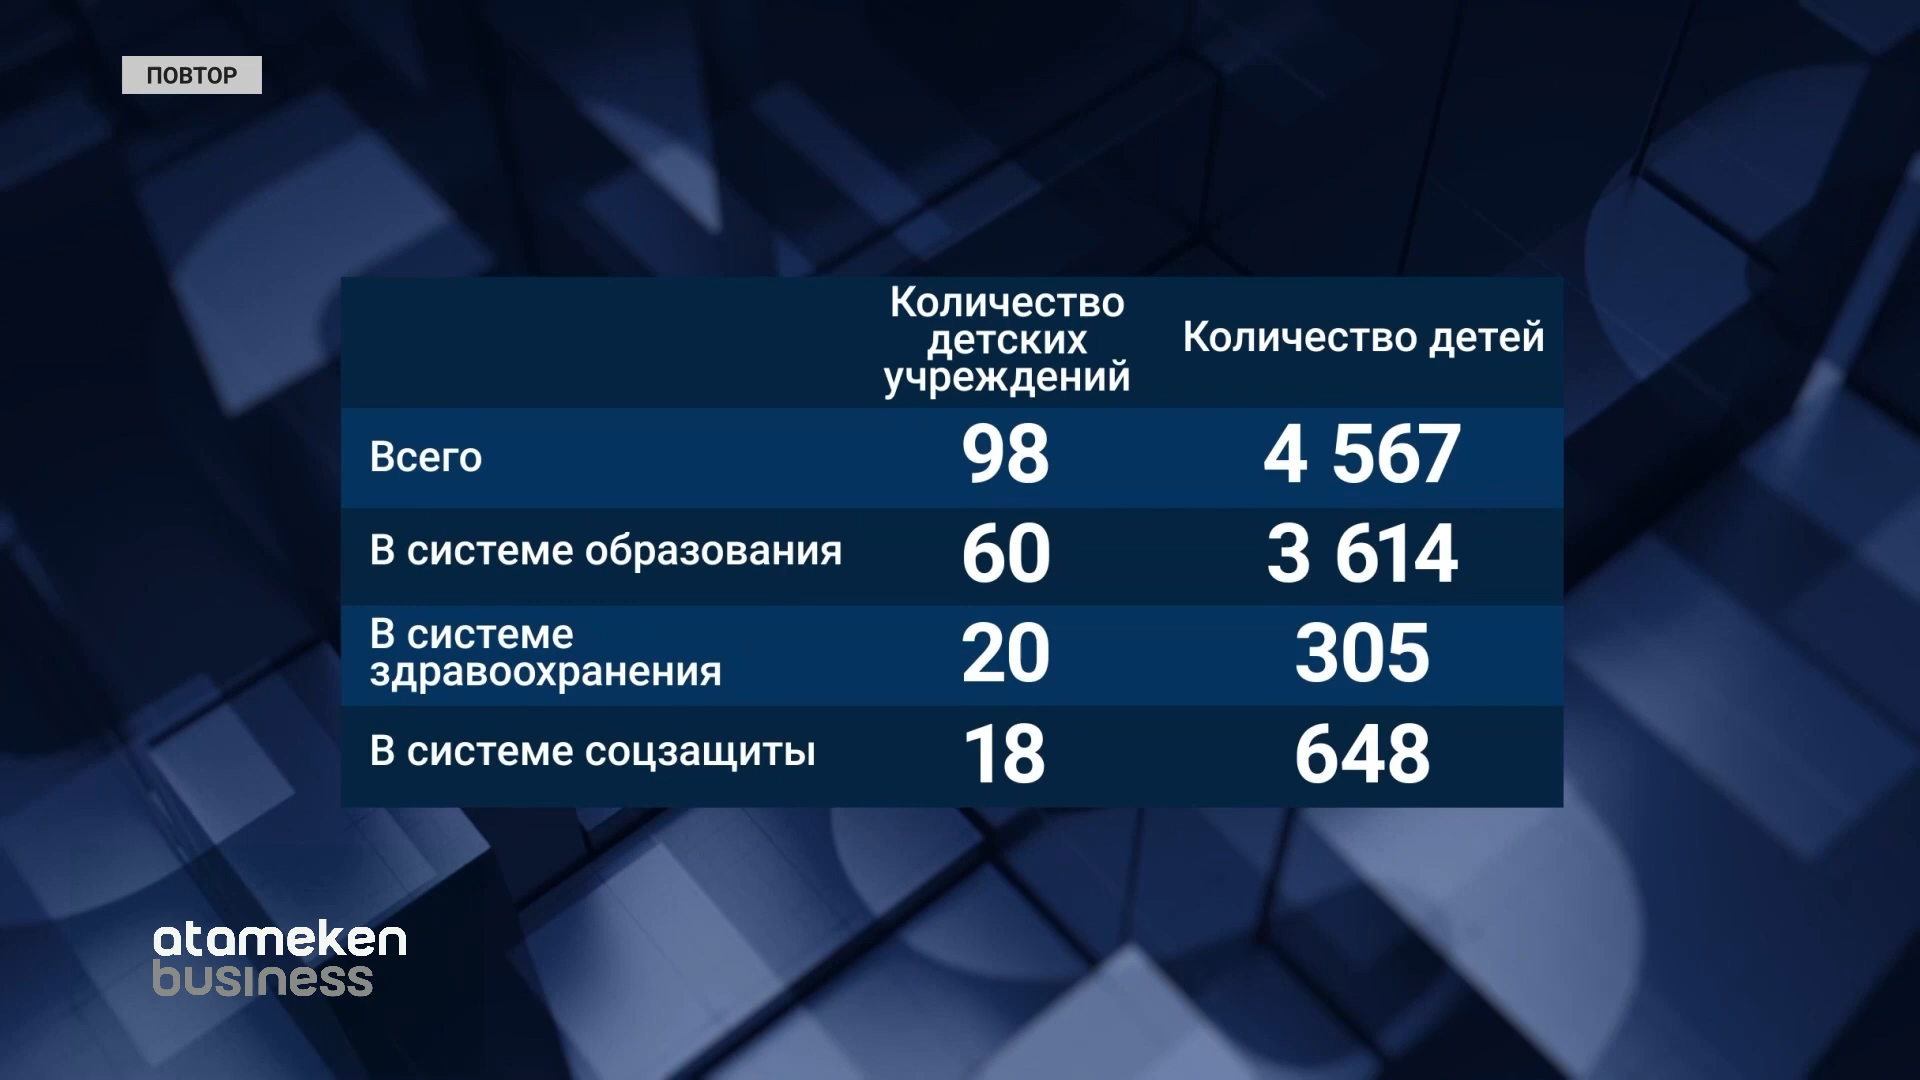 ПОВТОР
Количество
детских
учреждений
Количество детей
Всего
98
4 567
В системе образования
60
3 614
В системе
здравоохранения
20
305
В системе соцзащиты
18
648
atameken
business